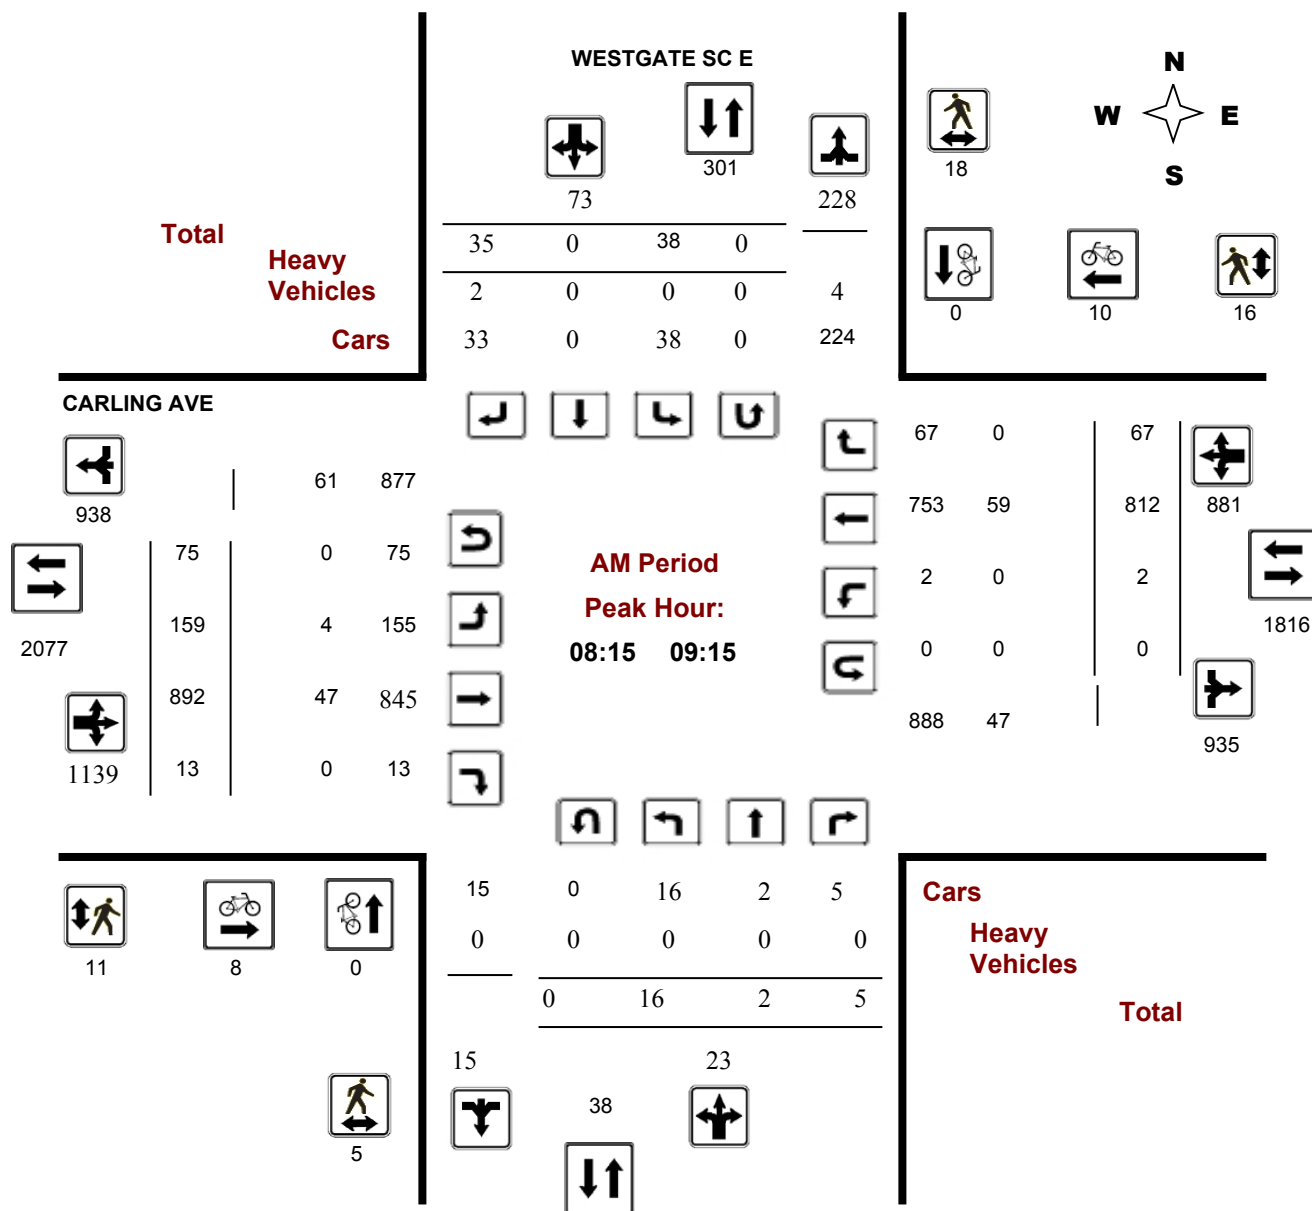 WESTGATE SC E
N
W E
S
301
18
73 228
Total 35 0 38 0
Heavy
Vehicles 2 0 0 0 4
Cars 33 0 38 0 224
0 10 16
CARLING AVE
67 0 67
61 877
938
753 59 812 881
75 0 75
AM Period
2 0 2
Peak Hour:
159 4 155
1816
2077
08:15 09:15
0 0 0
892 47 845
888 47
935
1139 13 0 13
15 0 16 2 5
Cars
0 0 0 0 0
Heavy
Vehicles
11 8 0
0 16 2 5
Total
15 23
38
5